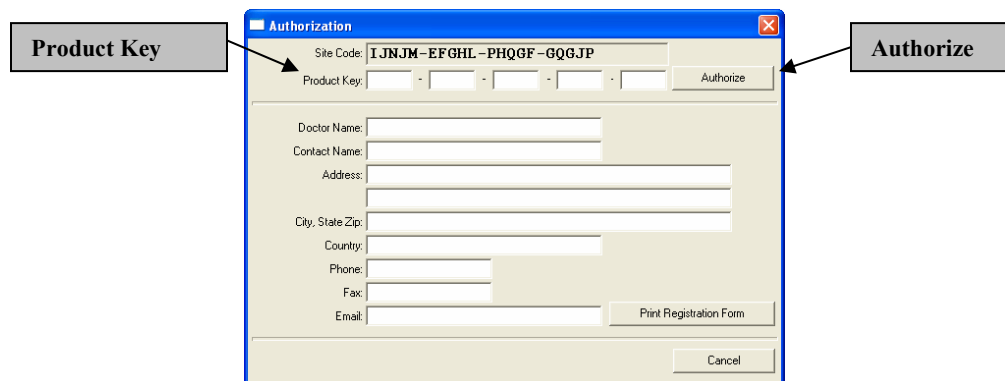 Authorization
Product Key
Authorize
Site Code: IJNJM-EFGHL-PHQGF-GQGJP
Product Key: - - - - Authorize
Doctor Name:
Contact Name:
Address:
City, State Zip:
Country:
Phone:
Fax:
Email: Print Registration Form
Cancel